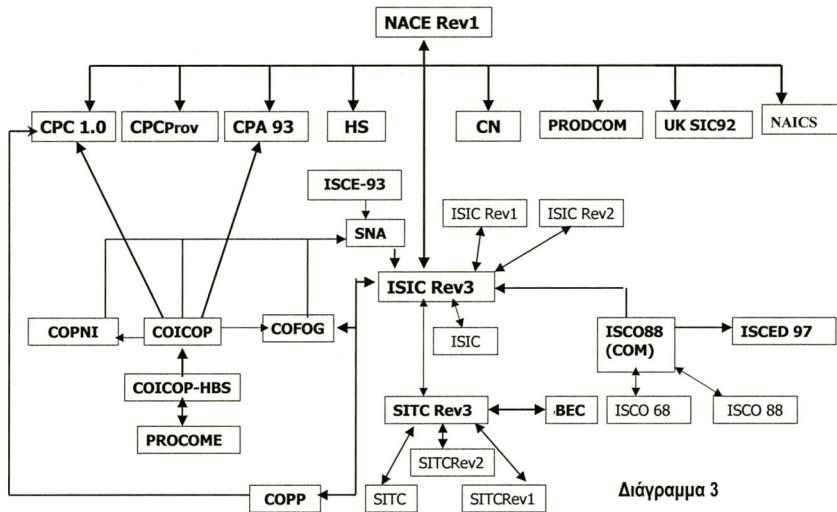 NACE Rev1
CPC 1.0
CPCProv
CPA 93
HS
CN
PRODCOM
UK SIC92
NAICS
ISCE-93
ISIC Rev1
ISIC Rev2
SNA
ISIC Rev3
COPNI
COICOP
COFOG
ISIC
ISCO88
(COM)
ISCED 97
COICOP-HBS
SITC Rev3
BEC
ISCO 68
ISCO 88
PROCOME
SITCRev2
COPP
SITC
SITCRev1
Διάγραμμα 3